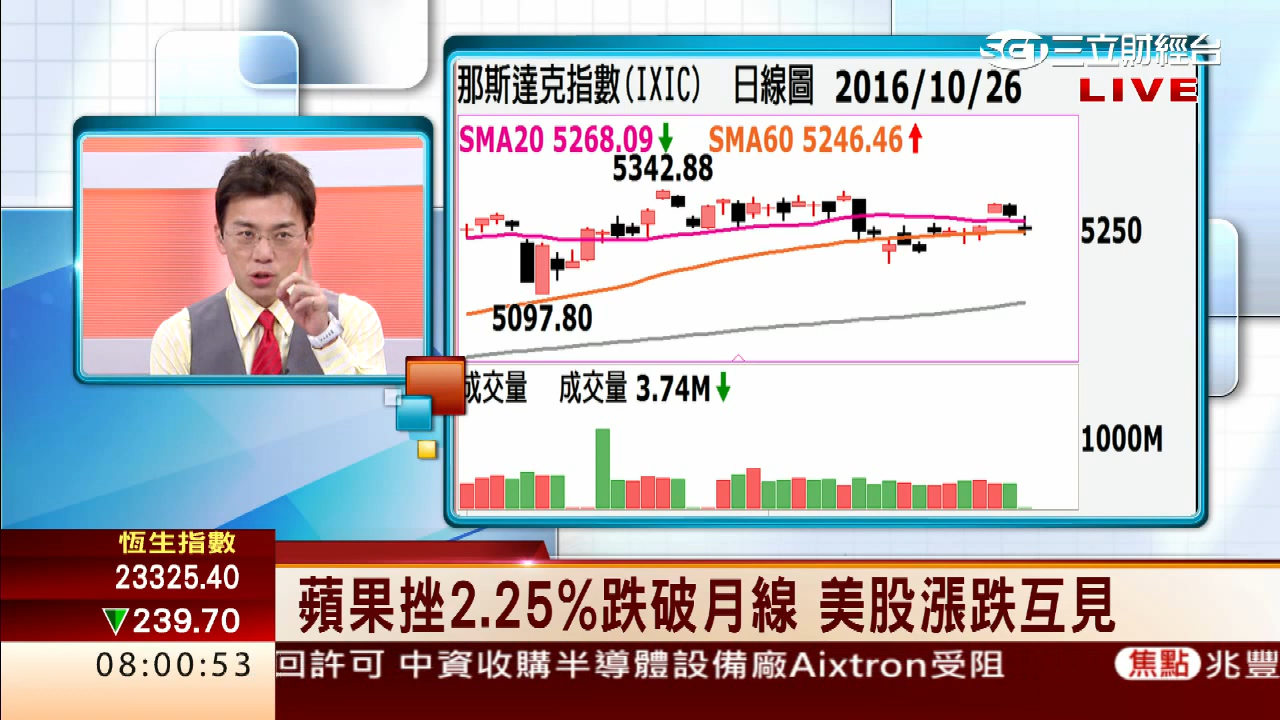 SET三立財經台
LIVE
那斯達克指數(IXIC) 日線圖 2016/10/26
SMA20 5268.09↓ SMA60 5246.46↑
5342.88
5250
5097.80
成交量 成交量 3.74M↓
1000M
恆生指數
23325.40
▼239.70
08:00:53
蘋果挫2.25%跌破月線 美股漲跌互見
回許可 中資收購半導體設備廠Aixtron受阻 焦點 兆豐